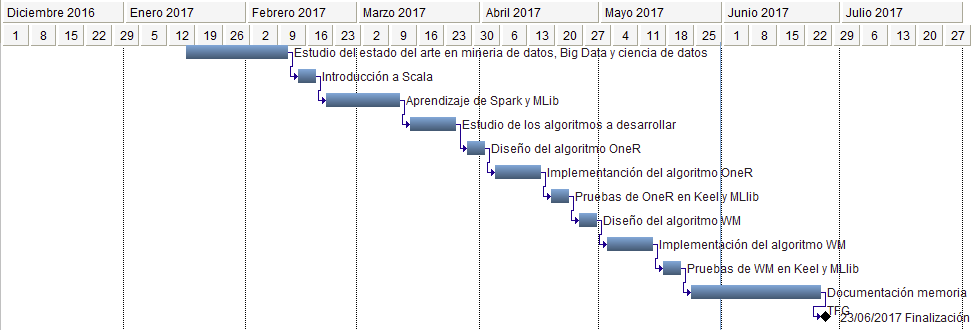 Diciembre 2016 Enero 2017 Febrero 2017 Marzo 2017 Abril 2017 Mayo 2017 Junio 2017 Julio 2017
1 8 15 22 29 5 12 19 26 2 9 16 23 2 9 16 23 30 6 13 20 27 4 11 18 25 1 8 15 22 29 6 13 20 27
Estudio del estado del arte en minería de datos, Big Data y ciencia de datos
Introducción a Scala
Aprendizaje de Spark y MLib
Estudio de los algoritmos a desarrollar
Diseño del algoritmo OneR
Implementanción del algoritmo OneR
Pruebas de OneR en Keel y MLlib
Diseño del algoritmo WM
Implementación del algoritmo WM
Pruebas de WM en Keel y MLlib
Documentación memoria
TFG
23/06/2017 Finalización